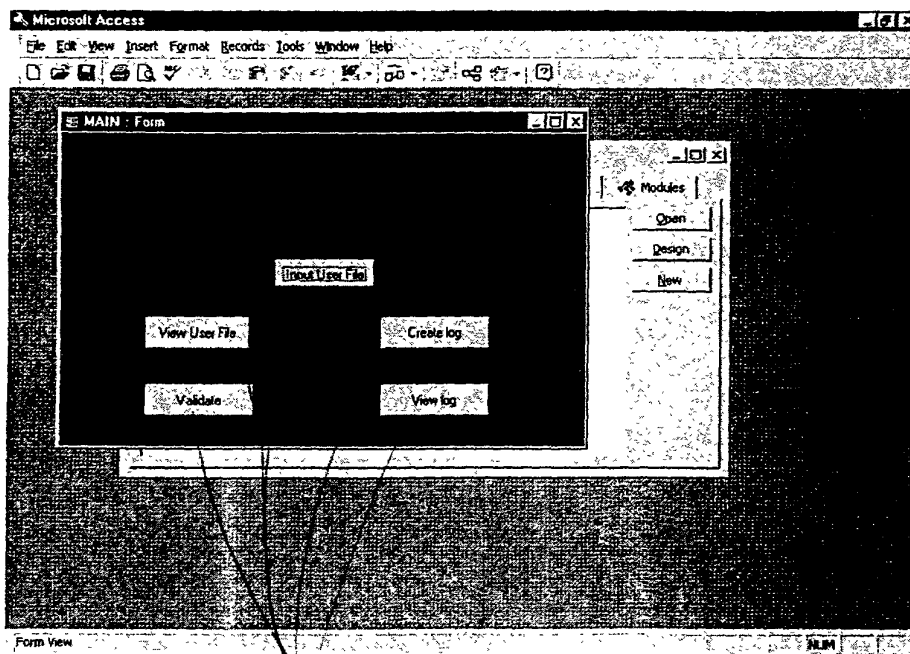 Microsoft Access
File Edit View Insert Format Records Tools Window Help
MAIN : Form
Modules
Open
Design
New
Input User File
View User File
Create log
Validate
View log
Form View
NUM